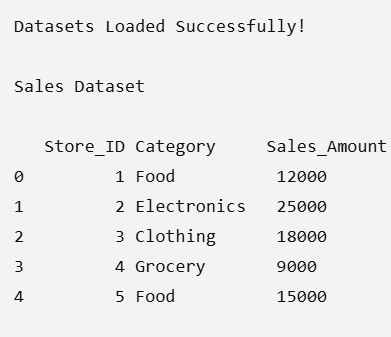 Datasets Loaded Successfully!
Sales Dataset
Store_ID Category Sales_Amount
0 1 Food 12000
1 2 Electronics 25000
2 3 Clothing 18000
3 4 Grocery 9000
4 5 Food 15000